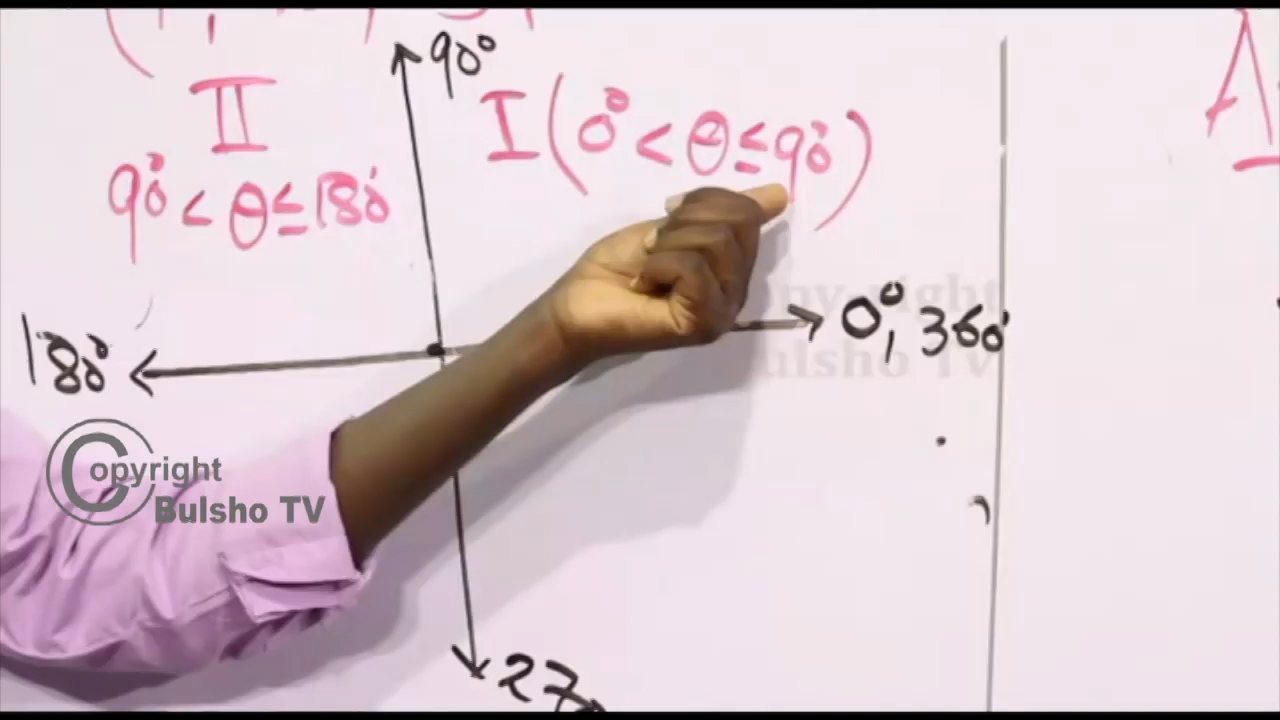 90°
II
I (0° < θ ≤ 90°)
90° < θ ≤ 180°
0°, 360°
180°
Copyright
Bulsho TV
27